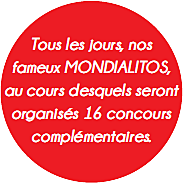 Tous les jours, nos
fameux MONDIALITOS,
au cours desquels seront
organisés 16 concours
complémentaires.